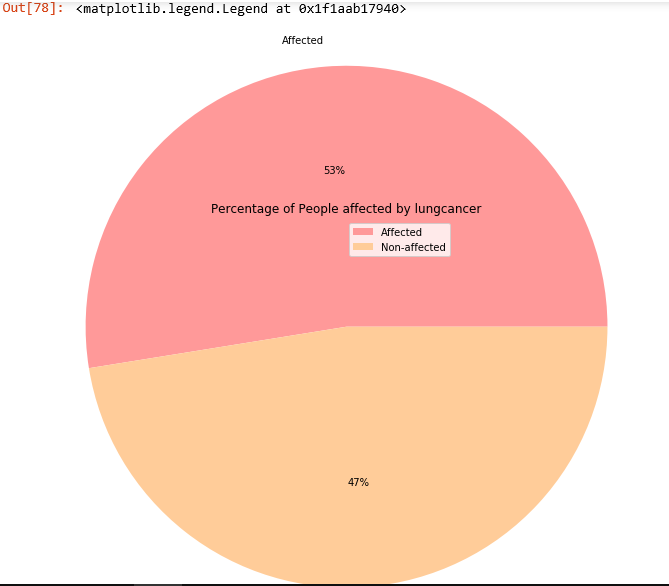 Out[78]: <matplotlib.legend.Legend at 0x1f1aab17940>
Affected
53%
Percentage of People affected by lungcancer
Affected
Non-affected
47%